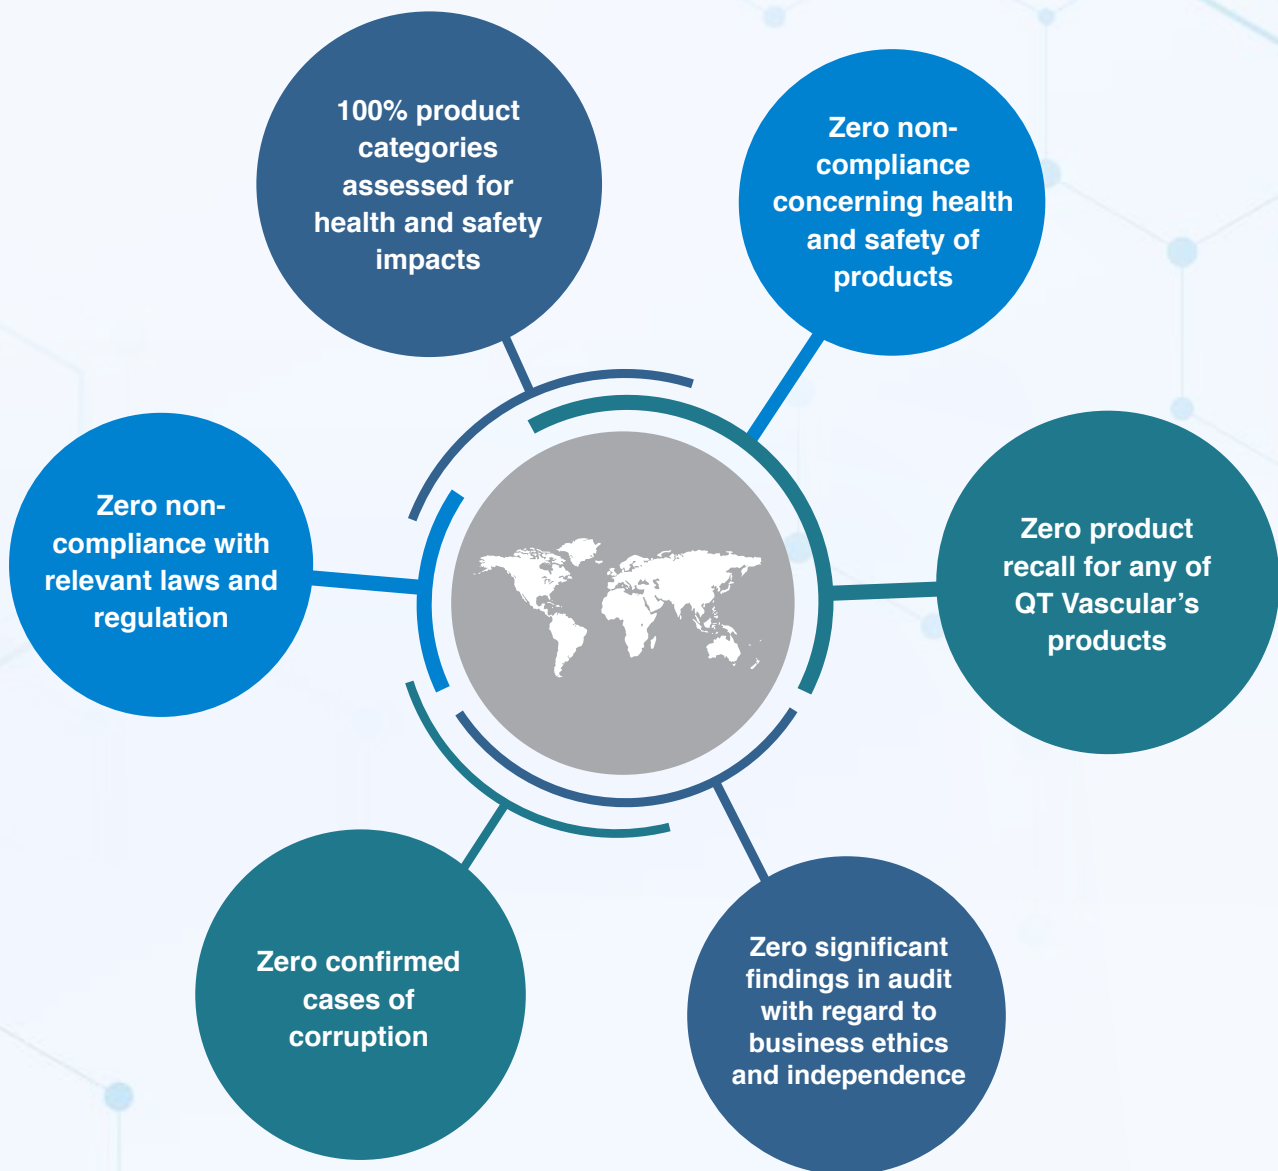 100% product
categories
assessed for
health and safety
impacts
Zero non-
compliance
concerning health
and safety of
products
Zero non-
compliance with
relevant laws and
regulation
Zero product
recall for any of
QT Vascular’s
products
Zero confirmed
cases of
corruption
Zero significant
findings in audit
with regard to
business ethics
and independence